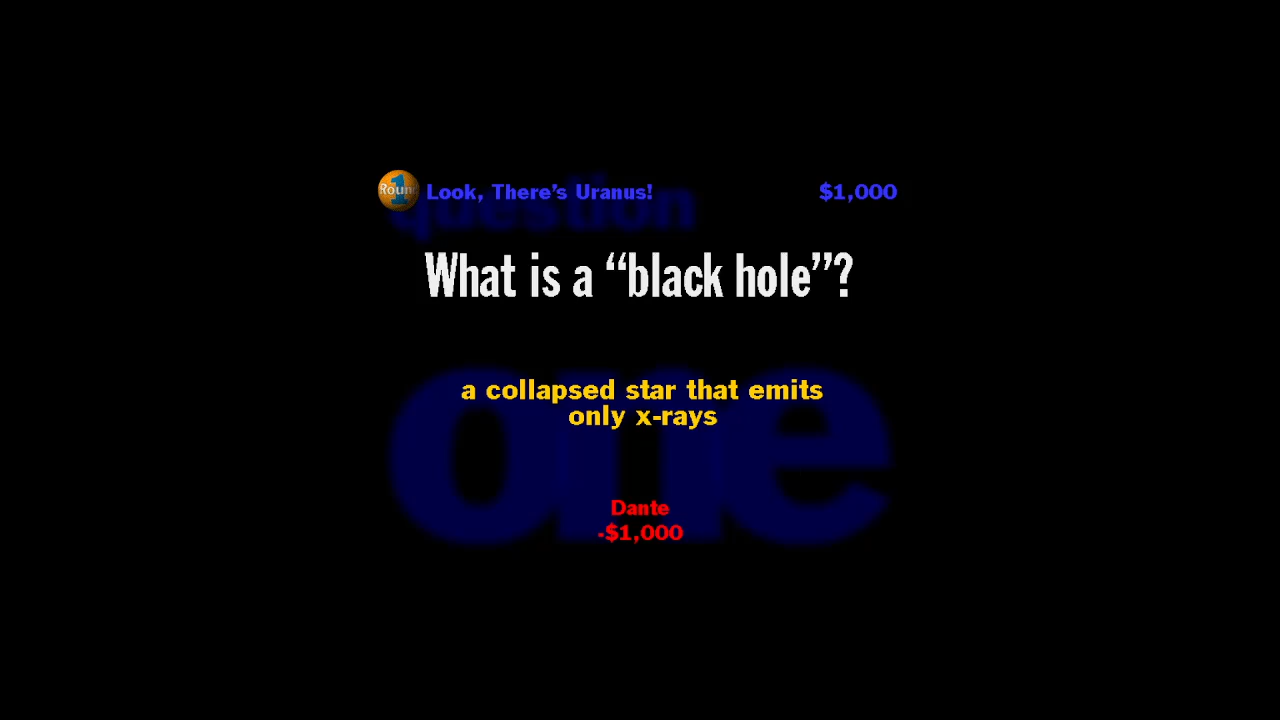 Round 1 Look, There's Uranus! $1,000
question
What is a “black hole”?
one
a collapsed star that emits
only x-rays
Dante
-$1,000